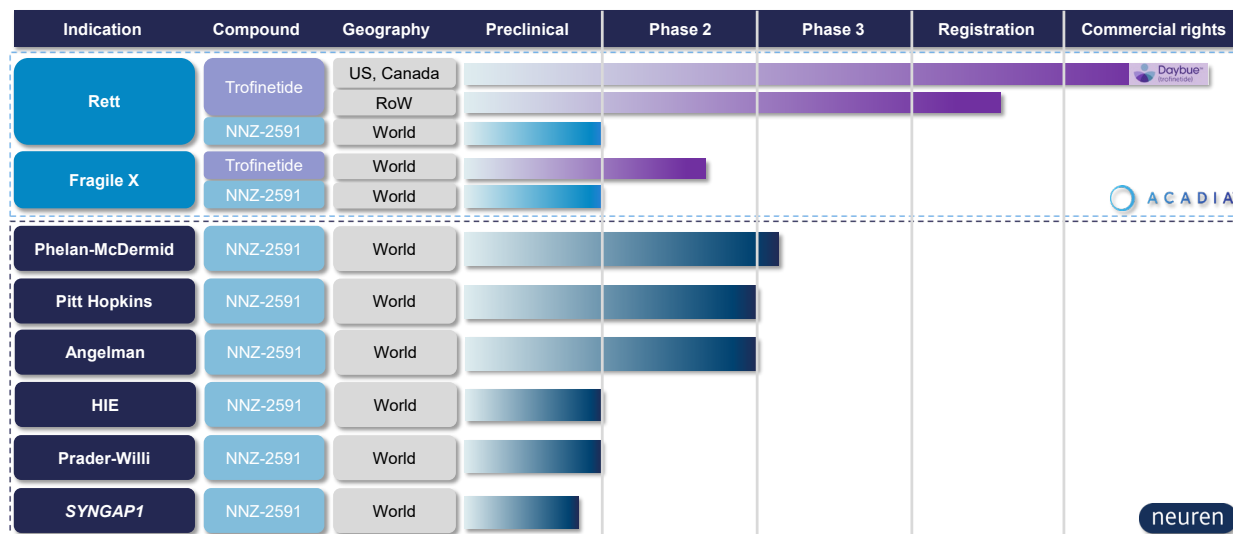 Indication Compound Geography Preclinical Phase 2 Phase 3 Registration Commercial rights
Rett Trofinetide US, Canada Daybue™ (trofinetide)
RoW
NNZ-2591 World
Fragile X Trofinetide World
NNZ-2591 World
ACADIA
Phelan-McDermid NNZ-2591 World
Pitt Hopkins NNZ-2591 World
Angelman NNZ-2591 World
HIE NNZ-2591 World
Prader-Willi NNZ-2591 World
SYNGAP1 NNZ-2591 World
neuren